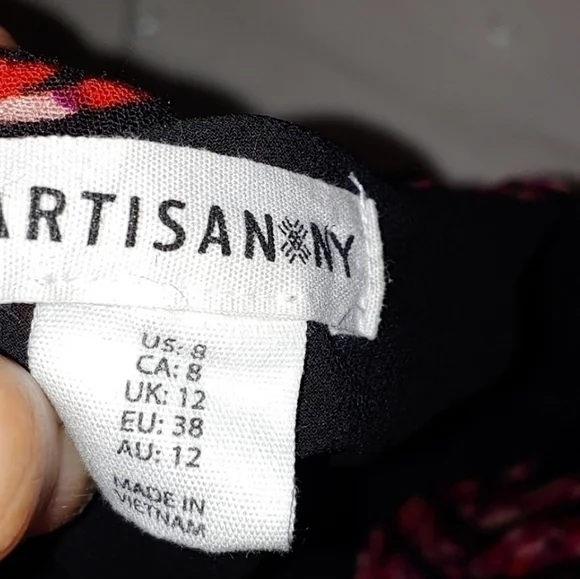 ARTISAN NY
US: 8
CA: 8
UK: 12
EU: 38
AU: 12
MADE IN
VIETNAM